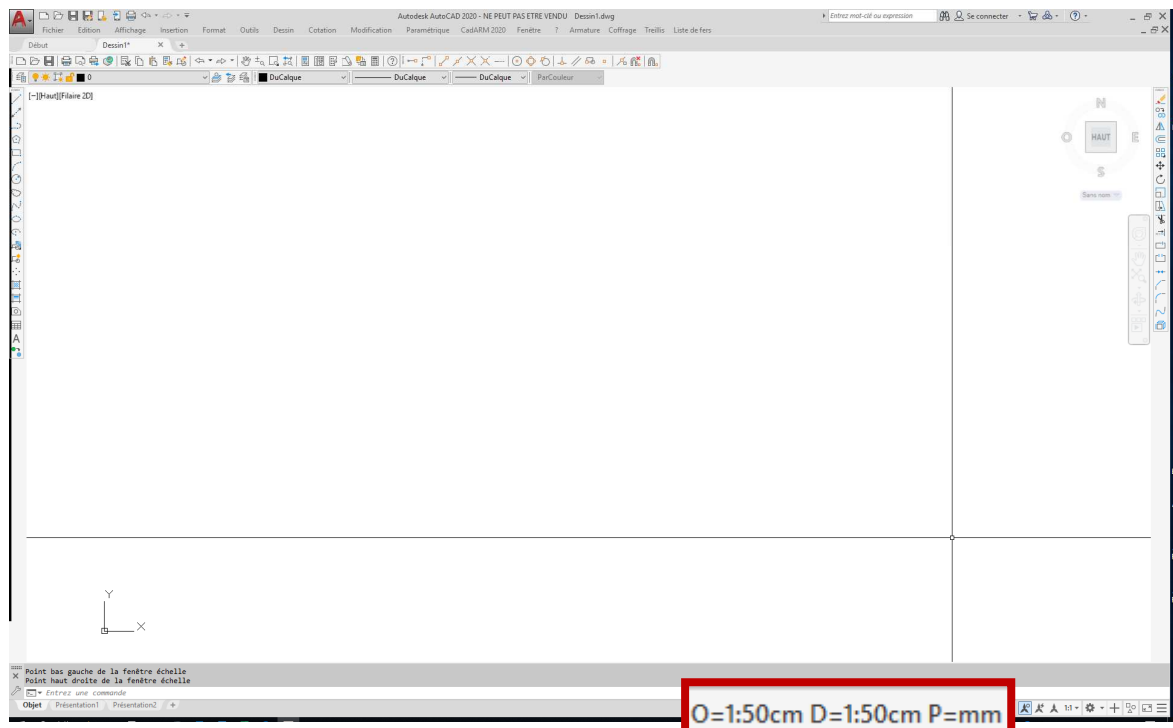 Autodesk AutoCAD 2020 - NE PEUT PAS ETRE VENDU Dessin1.dwg
Entrez mot-clé ou expression
Se connecter
Fichier Edition Affichage Insertion Format Outils Dessin Cotation Modification Paramétrique CadARM 2020 Fenêtre ? Armature Coffrage Treillis Liste de fers
Début Dessin1* × +
0 DuCalque DuCalque DuCalque ParCouleur
[−][Haut][Filaire 2D]
N
O HAUT E
S
Sans nom
A
Y
X
Point bas gauche de la fenêtre échelle
Point haut droite de la fenêtre échelle
Entrez une commande
Objet Présentation1 Présentation2 +
O=1:50cm D=1:50cm P=mm
1:1